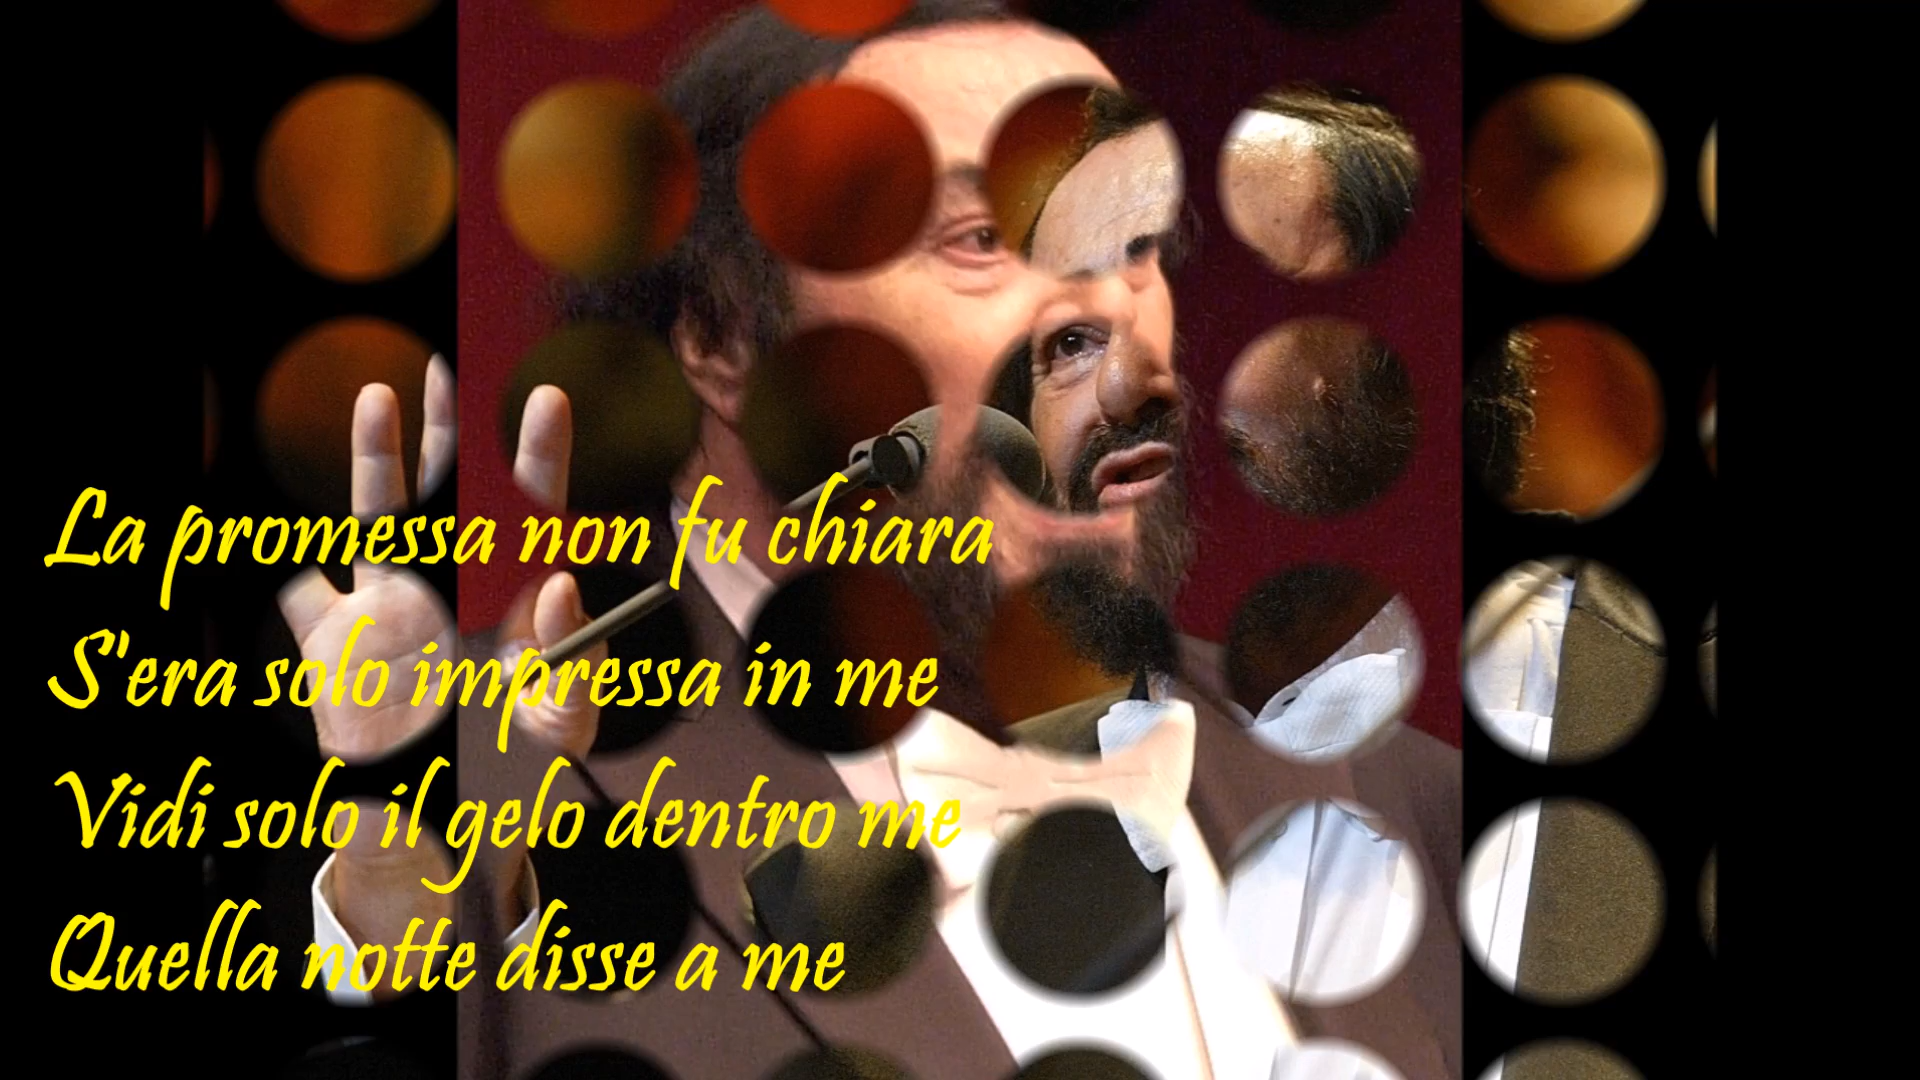 La promessa non fu chiara
S"era solo impressa in me
Vidi solo il gelo dentro me
Quella notte disse a me